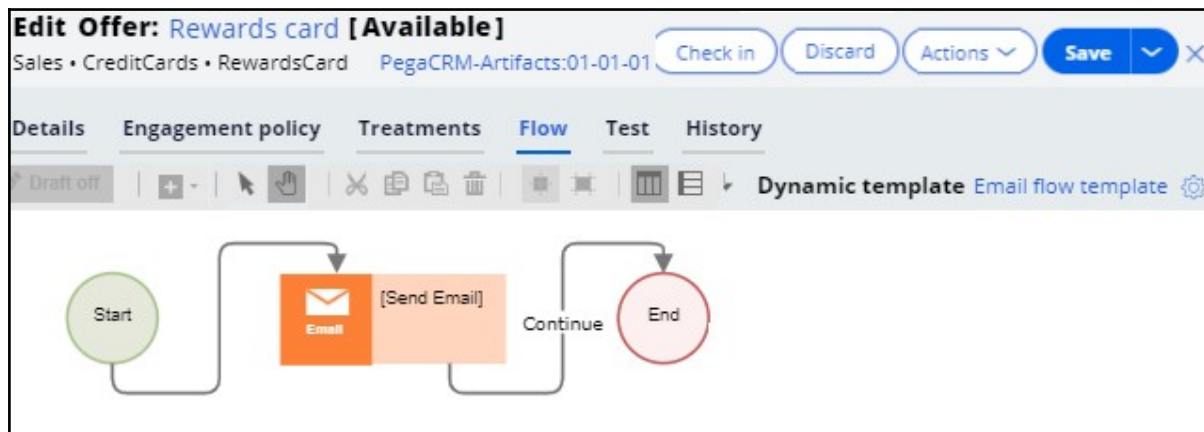 Edit Offer: Rewards card [Available]
Sales • CreditCards • RewardsCard PegaCRM-Artifacts:01-01-01
Check in Discard Actions Save
Details Engagement policy Treatments Flow Test History
Draft off Dynamic template Email flow template
Start
Email
[Send Email]
Continue
End